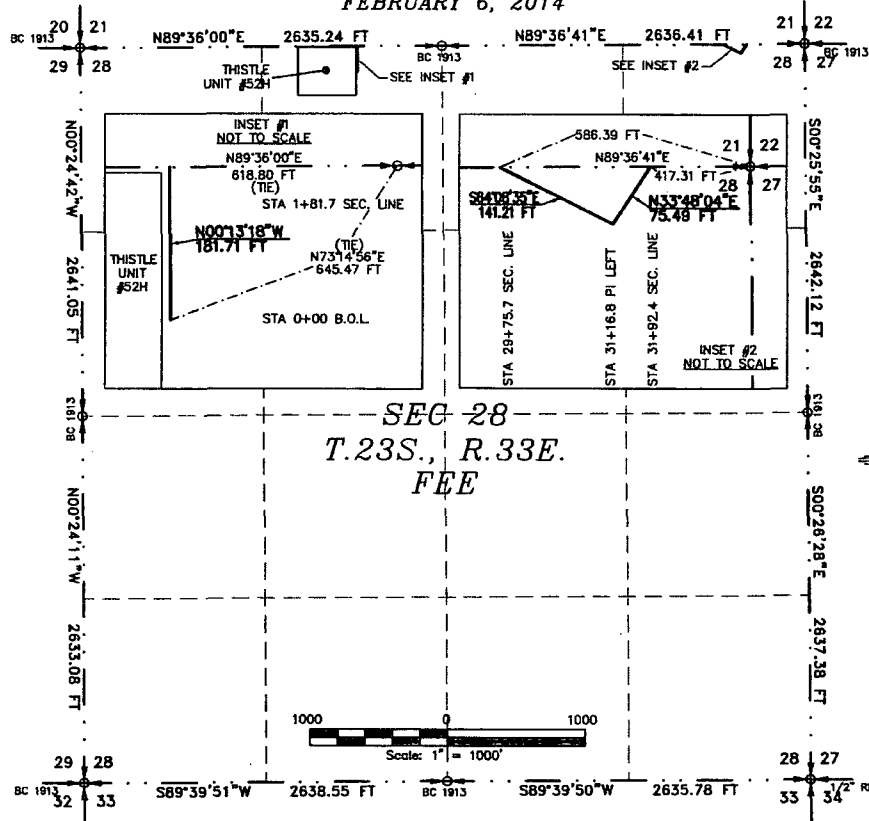 FEBRUARY 6, 2014
20 21
21 22
BC 1913
N89°36'00"E 2635.24 FT
BC 1913
N89°36'41"E 2636.41 FT
BC 1913
29 28
28 27
THISTLE
UNIT #52H
SEE INSET #1
SEE INSET #2
INSET #1
NOT TO SCALE
N89°36'00"E
618.80 FT
(TIE)
STA 1+81.7 SEC. LINE
N00°13'18"W
181.71 FT
(TIE)
N73°14'56"E
645.47 FT
THISTLE
UNIT
#52H
STA 0+00 B.O.L.
586.39 FT
21 22
N89°36'41"E
417.31 FT
28 27
141.21 FT
N33°48'04"E
75.49 FT
STA 29+75.7 SEC. LINE
STA 31+16.8 PI LEFT
STA 31+92.4 SEC. LINE
INSET #2
NOT TO SCALE
N00°24'42"W
2641.05 FT
S00°25'55"E
2642.12 FT
BC 1913
BC 1913
SEC 28
T.23S., R.33E.
FEE
N00°24'11"W
2633.08 FT
S00°26'28"E
2637.38 FT
1000 0 1000
Scale: 1" = 1000'
29 28
28 27
BC 1913
S89°39'51"W 2638.55 FT
BC 1913
S89°39'50"W 2635.78 FT
32 33
33 34
1/2"